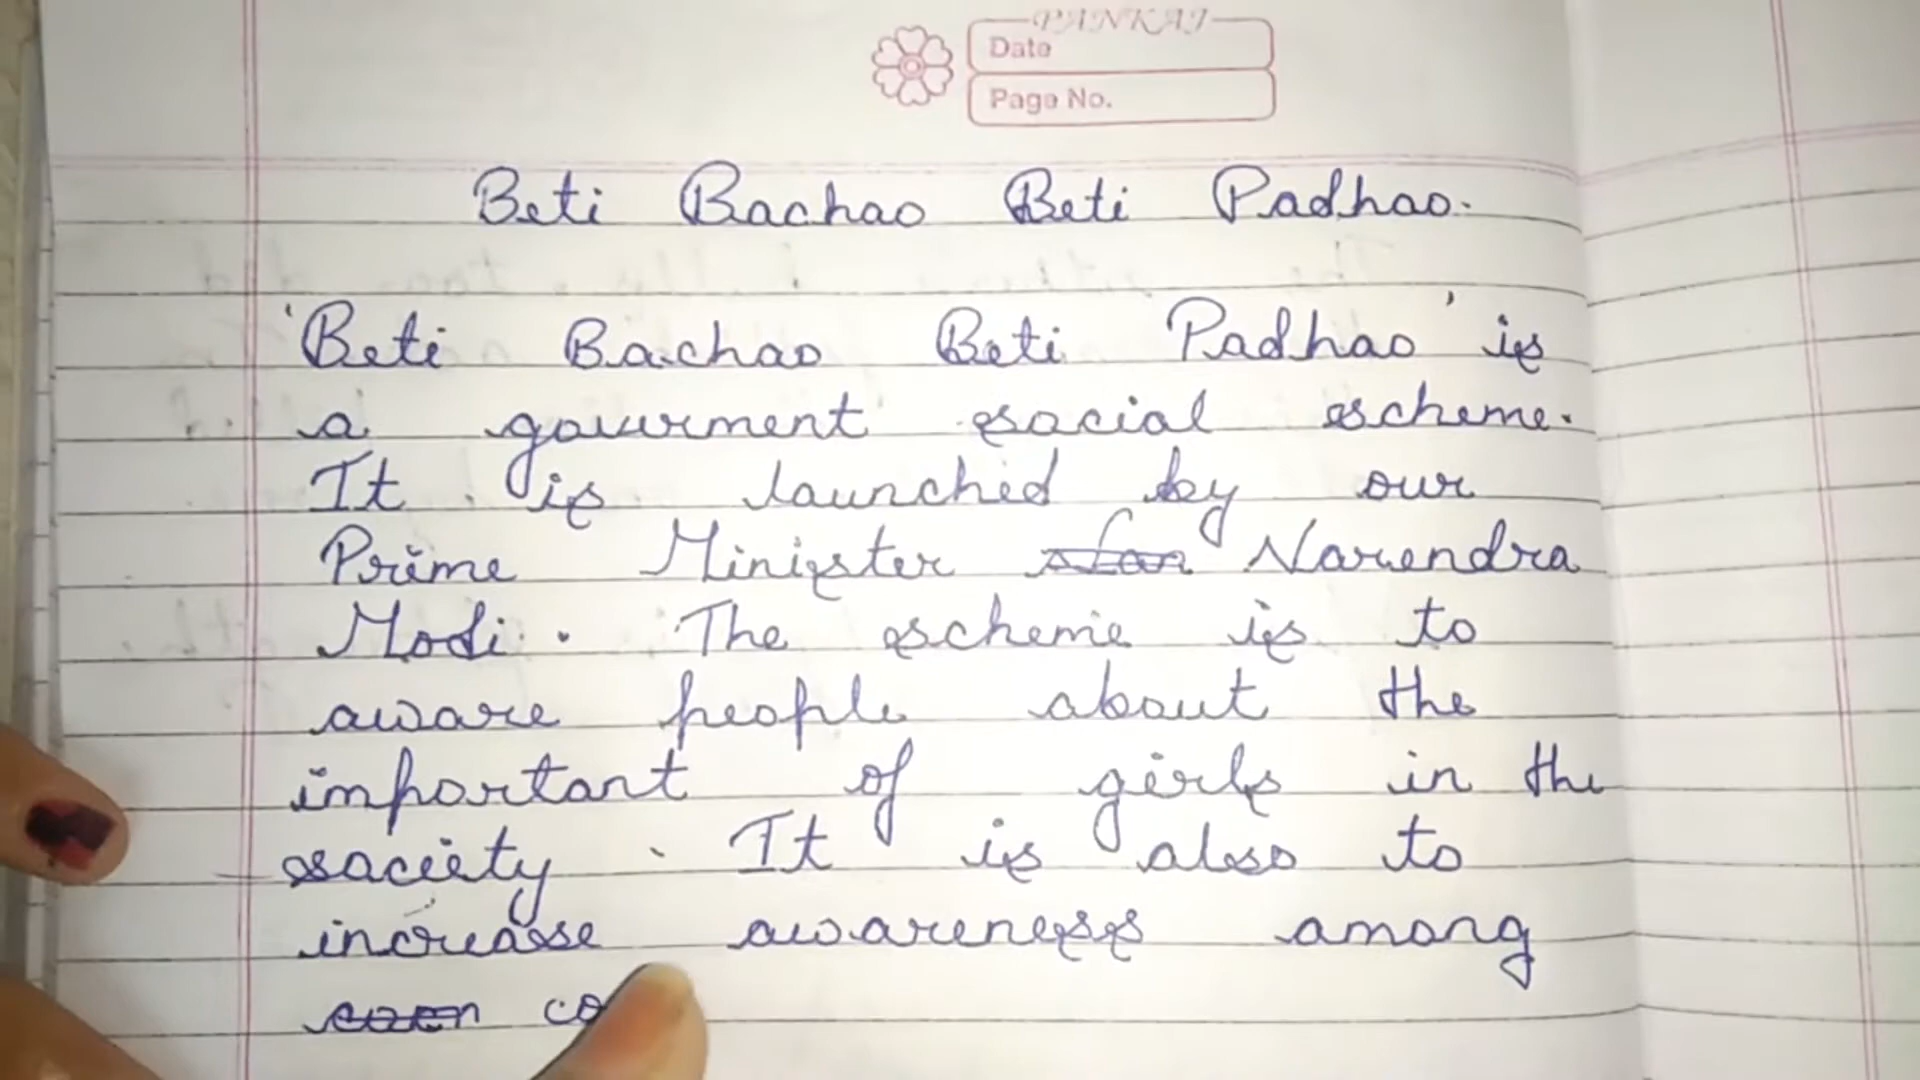 PANKAJ
Date
Page No.
Beti Bachao Beti Padhao.
'Beti Bachao Beti Padhao' is
a gouvrment social scheme.
It is launched by our
Prime Minister Narendra
Modi. The scheme is to
aware people about the
important of girls in the
society. It is also to
increase awareness among